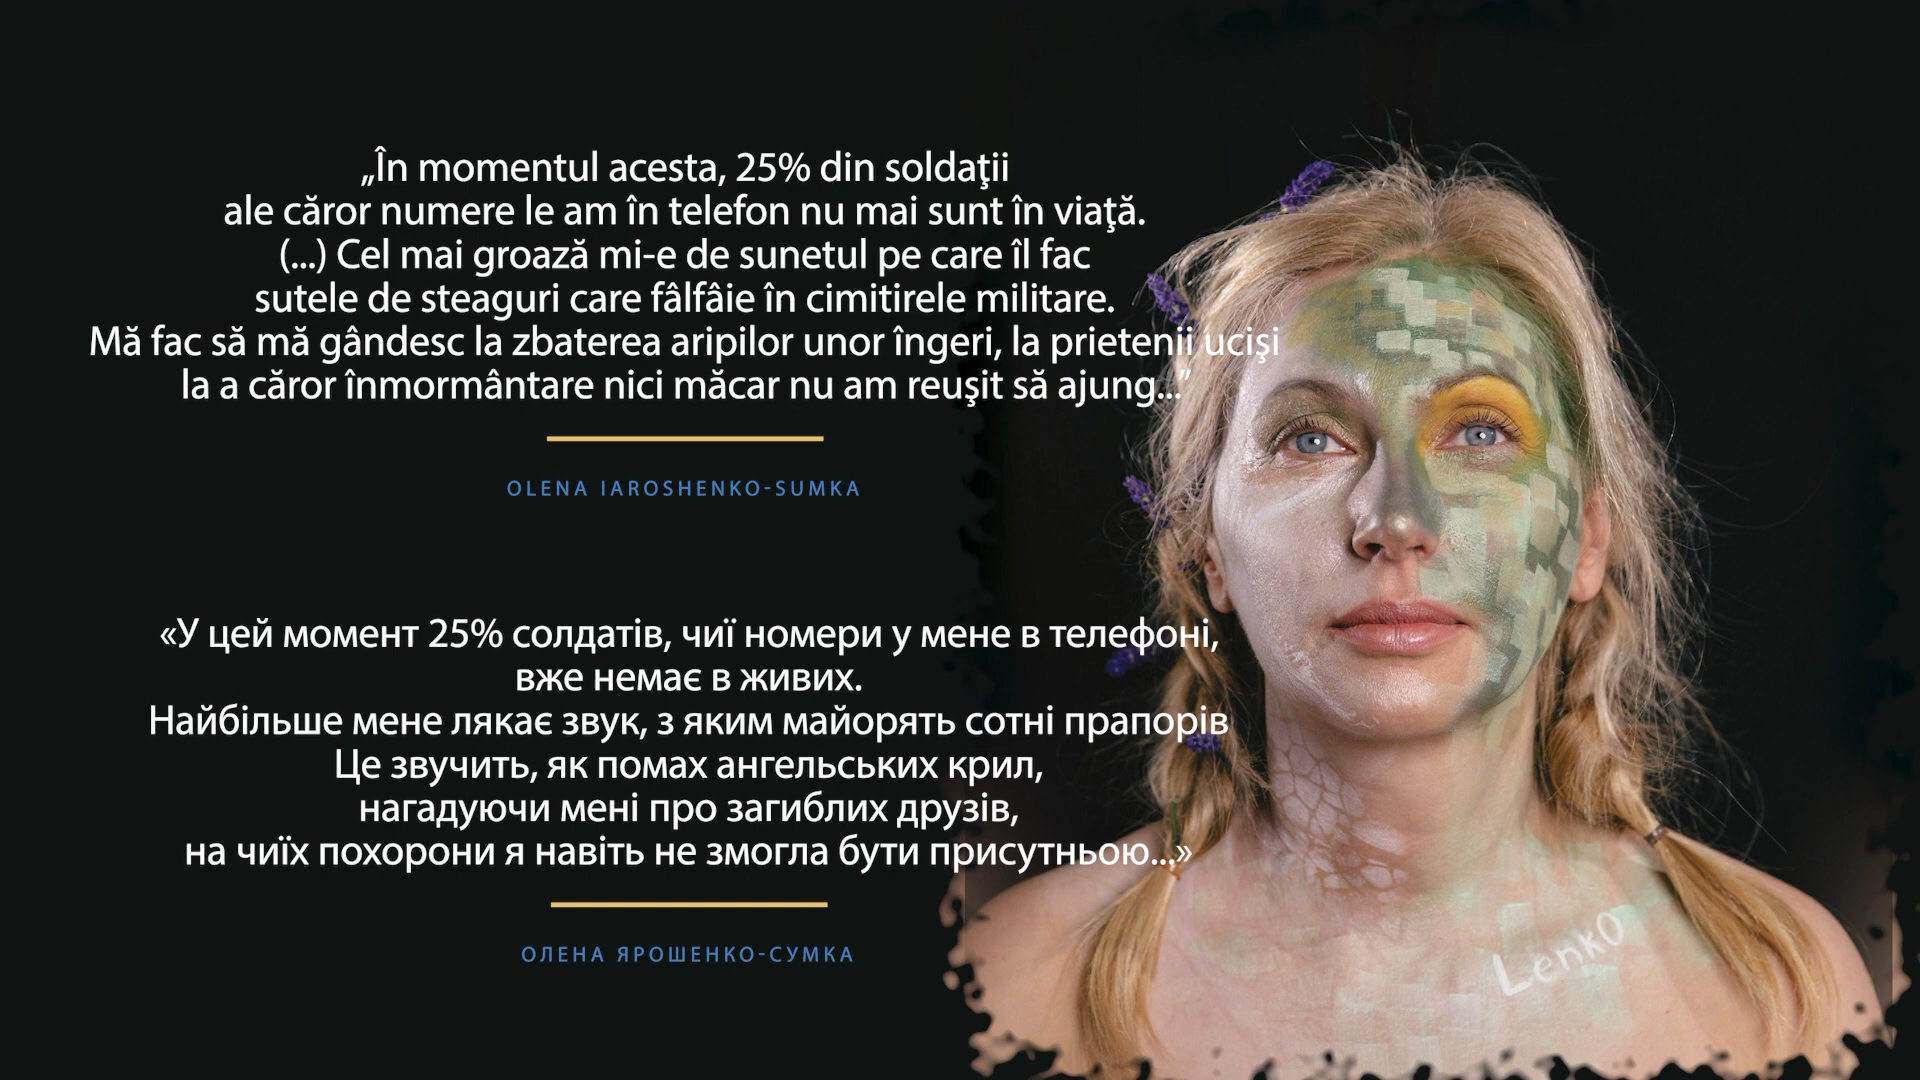 „În momentul acesta, 25% din soldaţii
ale căror numere le am în telefon nu mai sunt în viaţă.
(...) Cel mai groază mi-e de sunetul pe care îl fac
sutele de steaguri care fâlfâie în cimitirele militare.
Mă fac să mă gândesc la zbaterea aripilor unor îngeri, la prietenii ucişi
la a căror înmormântare nici măcar nu am reuşit să ajung...”
OLENA IAROSHENKO-SUMKA
«У цей момент 25% солдатів, чиї номери у мене в телефоні,
вже немає в живих.
Найбільше мене лякає звук, з яким майорять сотні прапорів
Це звучить, як помах ангельських крил,
нагадуючи мені про загиблих друзів,
на чиїх похорони я навіть не змогла бути присутньою...»
ОЛЕНА ЯРОШЕНКО-СУМКА
LenkO